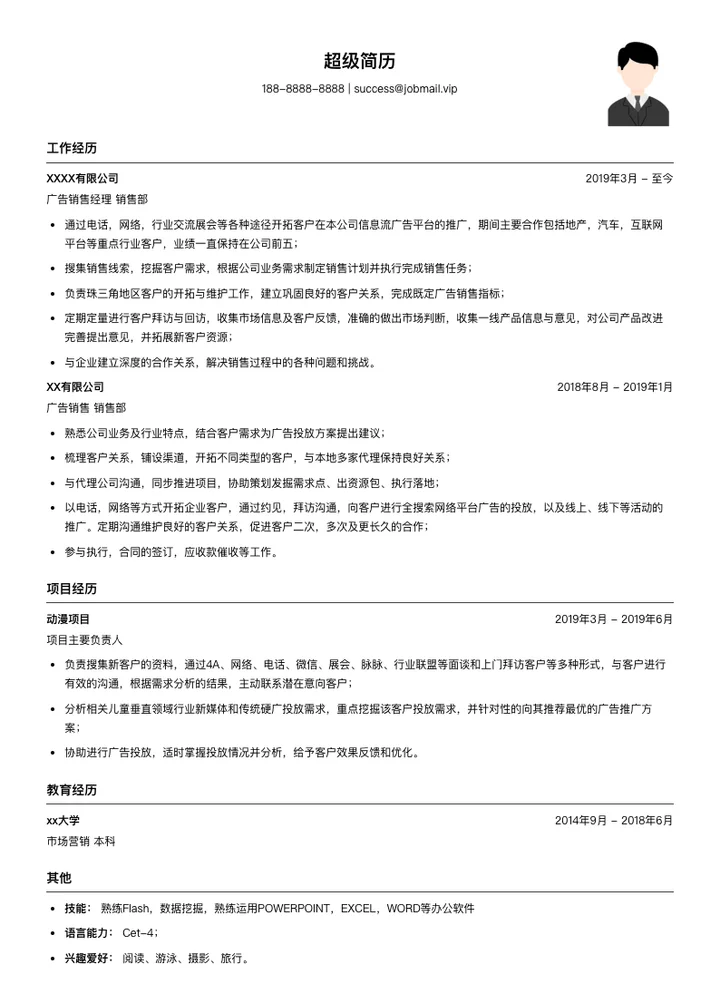 超级简历
188-8888-8888 | success@jobmail.vip
工作经历
XXXX有限公司 2019年3月 – 至今
广告销售经理 销售部
• 通过电话，网络，行业交流展会等各种途径开拓客户在本公司信息流广告平台的推广，期间主要合作包括地产，汽车，互联网
平台等重点行业客户，业绩一直保持在公司前五；
• 搜集销售线索，挖掘客户需求，根据公司业务需求制定销售计划并执行完成销售任务；
• 负责珠三角地区客户的开拓与维护工作，建立巩固良好的客户关系，完成既定广告销售指标；
• 定期定量进行客户拜访与回访，收集市场信息及客户反馈，准确的做出市场判断，收集一线产品信息与意见，对公司产品改进
完善提出意见，并拓展新客户资源；
• 与企业建立深度的合作关系，解决销售过程中的各种问题和挑战。
XX有限公司 2018年8月 – 2019年1月
广告销售 销售部
• 熟悉公司业务及行业特点，结合客户需求为广告投放方案提出建议；
• 梳理客户关系，铺设渠道，开拓不同类型的客户，与本地多家代理保持良好关系；
• 与代理公司沟通，同步推进项目，协助策划发掘需求点、出资源包、执行落地；
• 以电话，网络等方式开拓企业客户，通过约见，拜访沟通，向客户进行全搜索网络平台广告的投放，以及线上、线下等活动的
推广。定期沟通维护良好的客户关系，促进客户二次，多次及更长久的合作；
• 参与执行，合同的签订，应收款催收等工作。
项目经历
动漫项目 2019年3月 – 2019年6月
项目主要负责人
• 负责搜集新客户的资料，通过4A、网络、电话、微信、展会、脉脉、行业联盟等面谈和上门拜访客户等多种形式，与客户进行
有效的沟通，根据需求分析的结果，主动联系潜在意向客户；
• 分析相关儿童垂直领域行业新媒体和传统硬广投放需求，重点挖掘该客户投放需求，并针对性的向其推荐最优的广告推广方
案；
• 协助进行广告投放，适时掌握投放情况并分析，给予客户效果反馈和优化。
教育经历
xx大学 2014年9月 – 2018年6月
市场营销 本科
其他
• 技能： 熟练Flash，数据挖掘，熟练运用POWERPOINT，EXCEL，WORD等办公软件
• 语言能力： Cet-4；
• 兴趣爱好： 阅读、游泳、摄影、旅行。